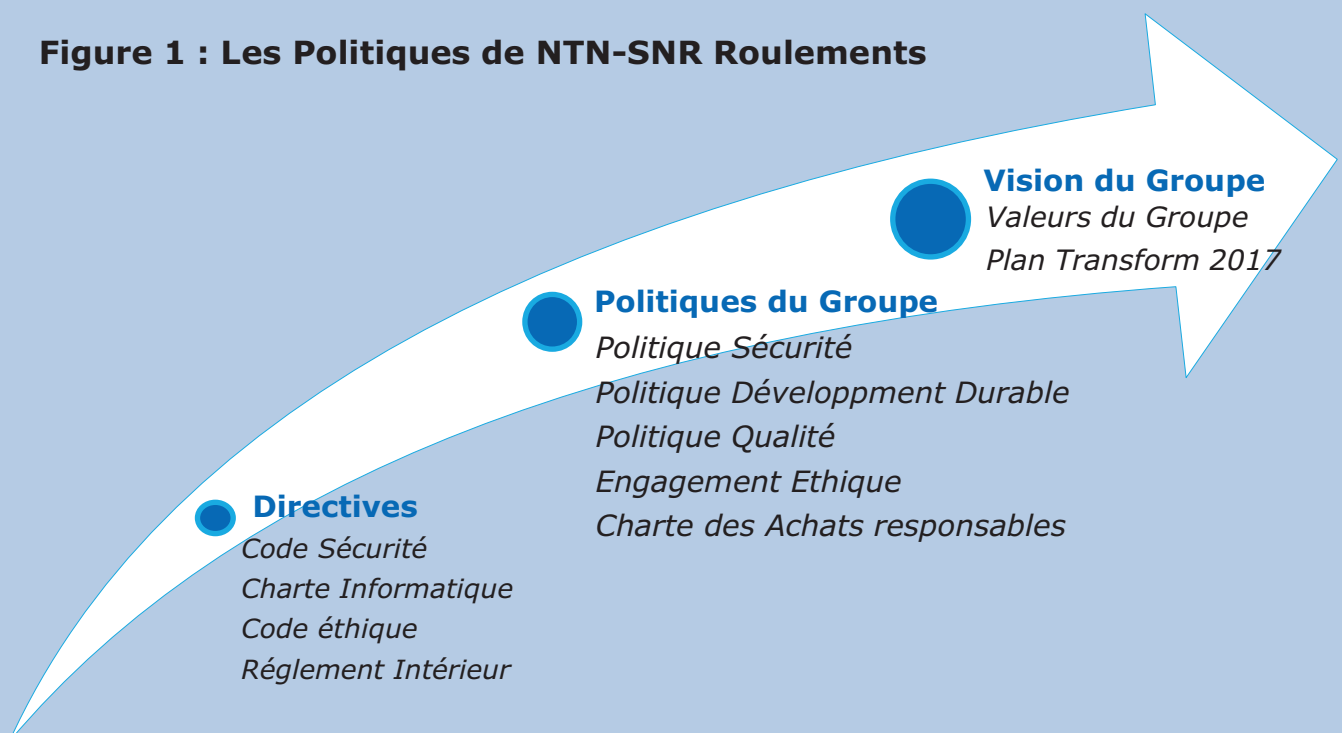 Figure 1 : Les Politiques de NTN-SNR Roulements
Vision du Groupe
Valeurs du Groupe
Plan Transform 2017
Politiques du Groupe
Politique Sécurité
Politique Développment Durable
Politique Qualité
Engagement Ethique
Charte des Achats responsables
Directives
Code Sécurité
Charte Informatique
Code éthique
Réglement Intérieur